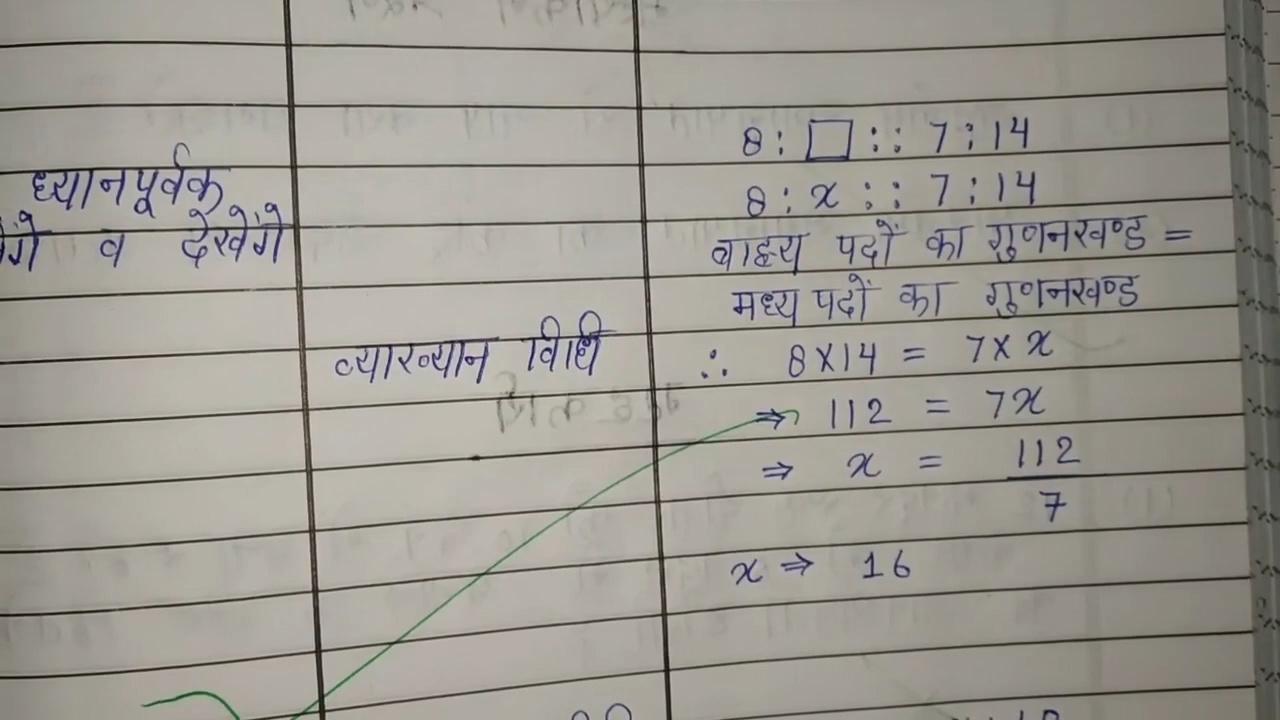 8 : □ :: 7 : 14
8 : x :: 7 : 14
ध्यानपूर्वक
व देखेंगे
बाह्य पदों का गुणनखण्ड =
मध्य पदों का गुणनखण्ड
व्याख्यान विधि
∴ 8 X 14 = 7 X x
⇒ 112 = 7x
⇒ x = 112/7
x ⇒ 16